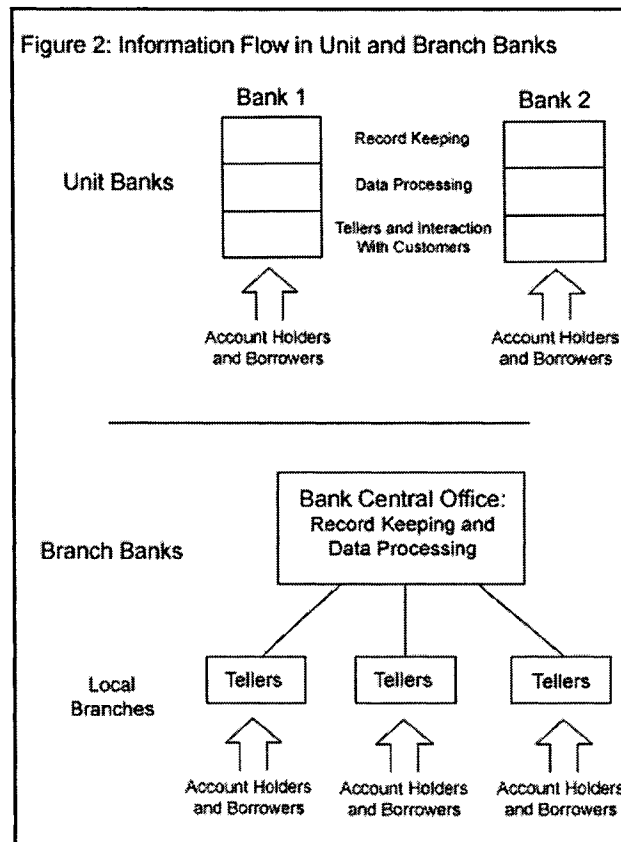 Figure 2: Information Flow in Unit and Branch Banks
Bank 1
Bank 2
Unit Banks
Record Keeping
Data Processing
Tellers and Interaction
With Customers
Account Holders
and Borrowers
Account Holders
and Borrowers
Bank Central Office:
Record Keeping and
Data Processing
Branch Banks
Local
Branches
Tellers
Tellers
Tellers
Account Holders
and Borrowers
Account Holders
and Borrowers
Account Holders
and Borrowers